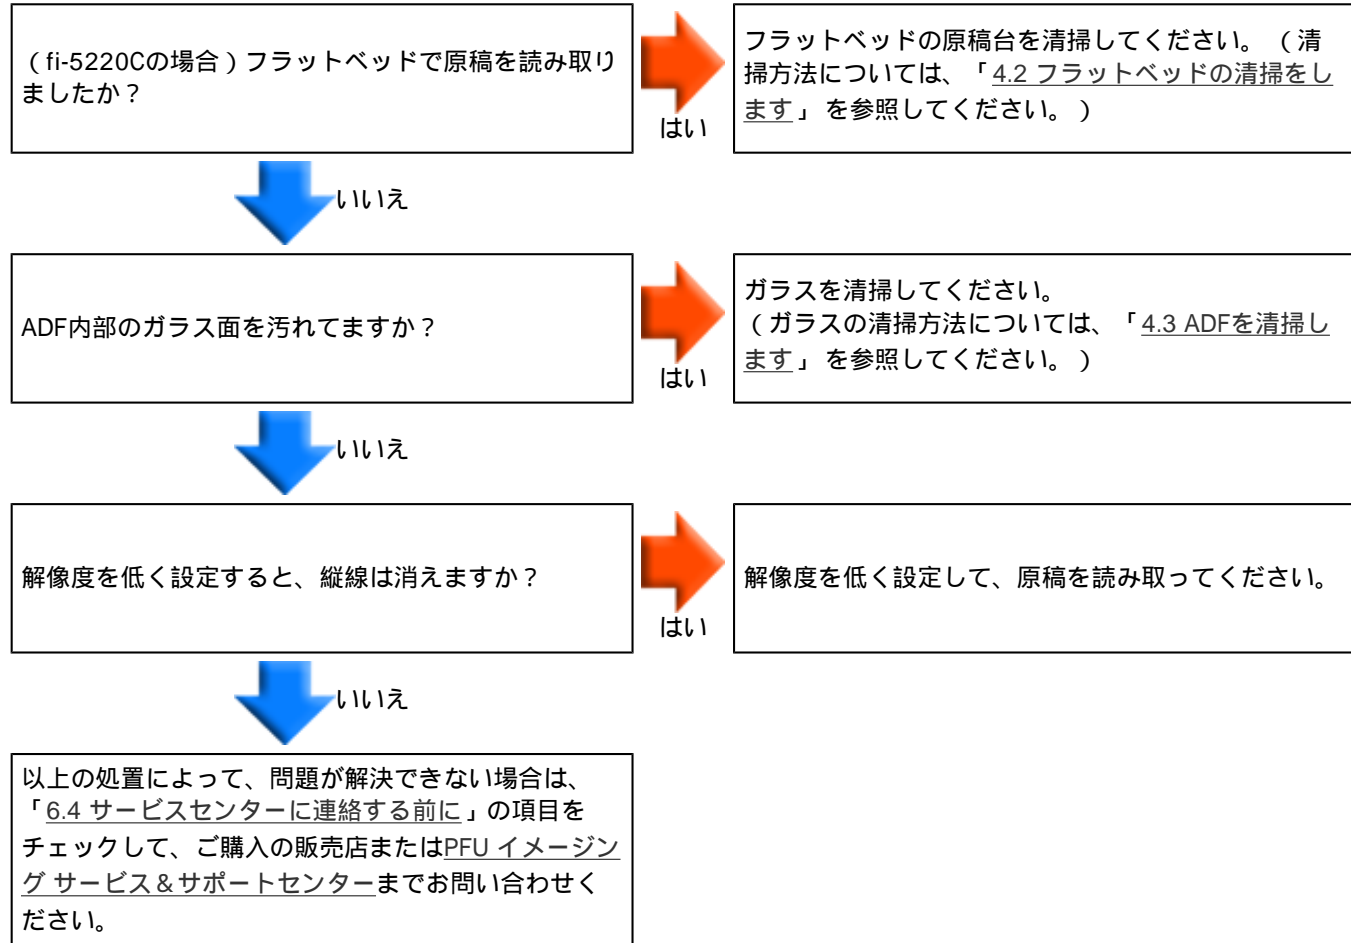 （fi-5220Cの場合）フラットベッドで原稿を読み取り
ましたか？
はい
フラットベッドの原稿台を清掃してください。（清
掃方法については、「4.2 フラットベッドの清掃をし
ます」を参照してください。）
いいえ
ADF内部のガラス面を汚れてますか？
はい
ガラスを清掃してください。
（ガラスの清掃方法については、「4.3 ADFを清掃し
ます」を参照してください。）
いいえ
解像度を低く設定すると、縦線は消えますか？
はい
解像度を低く設定して、原稿を読み取ってください。
いいえ
以上の処置によって、問題が解決できない場合は、
「6.4 サービスセンターに連絡する前に」の項目を
チェックして、ご購入の販売店またはPFU イメージン
グ サービス＆サポートセンターまでお問い合わせく
ださい。